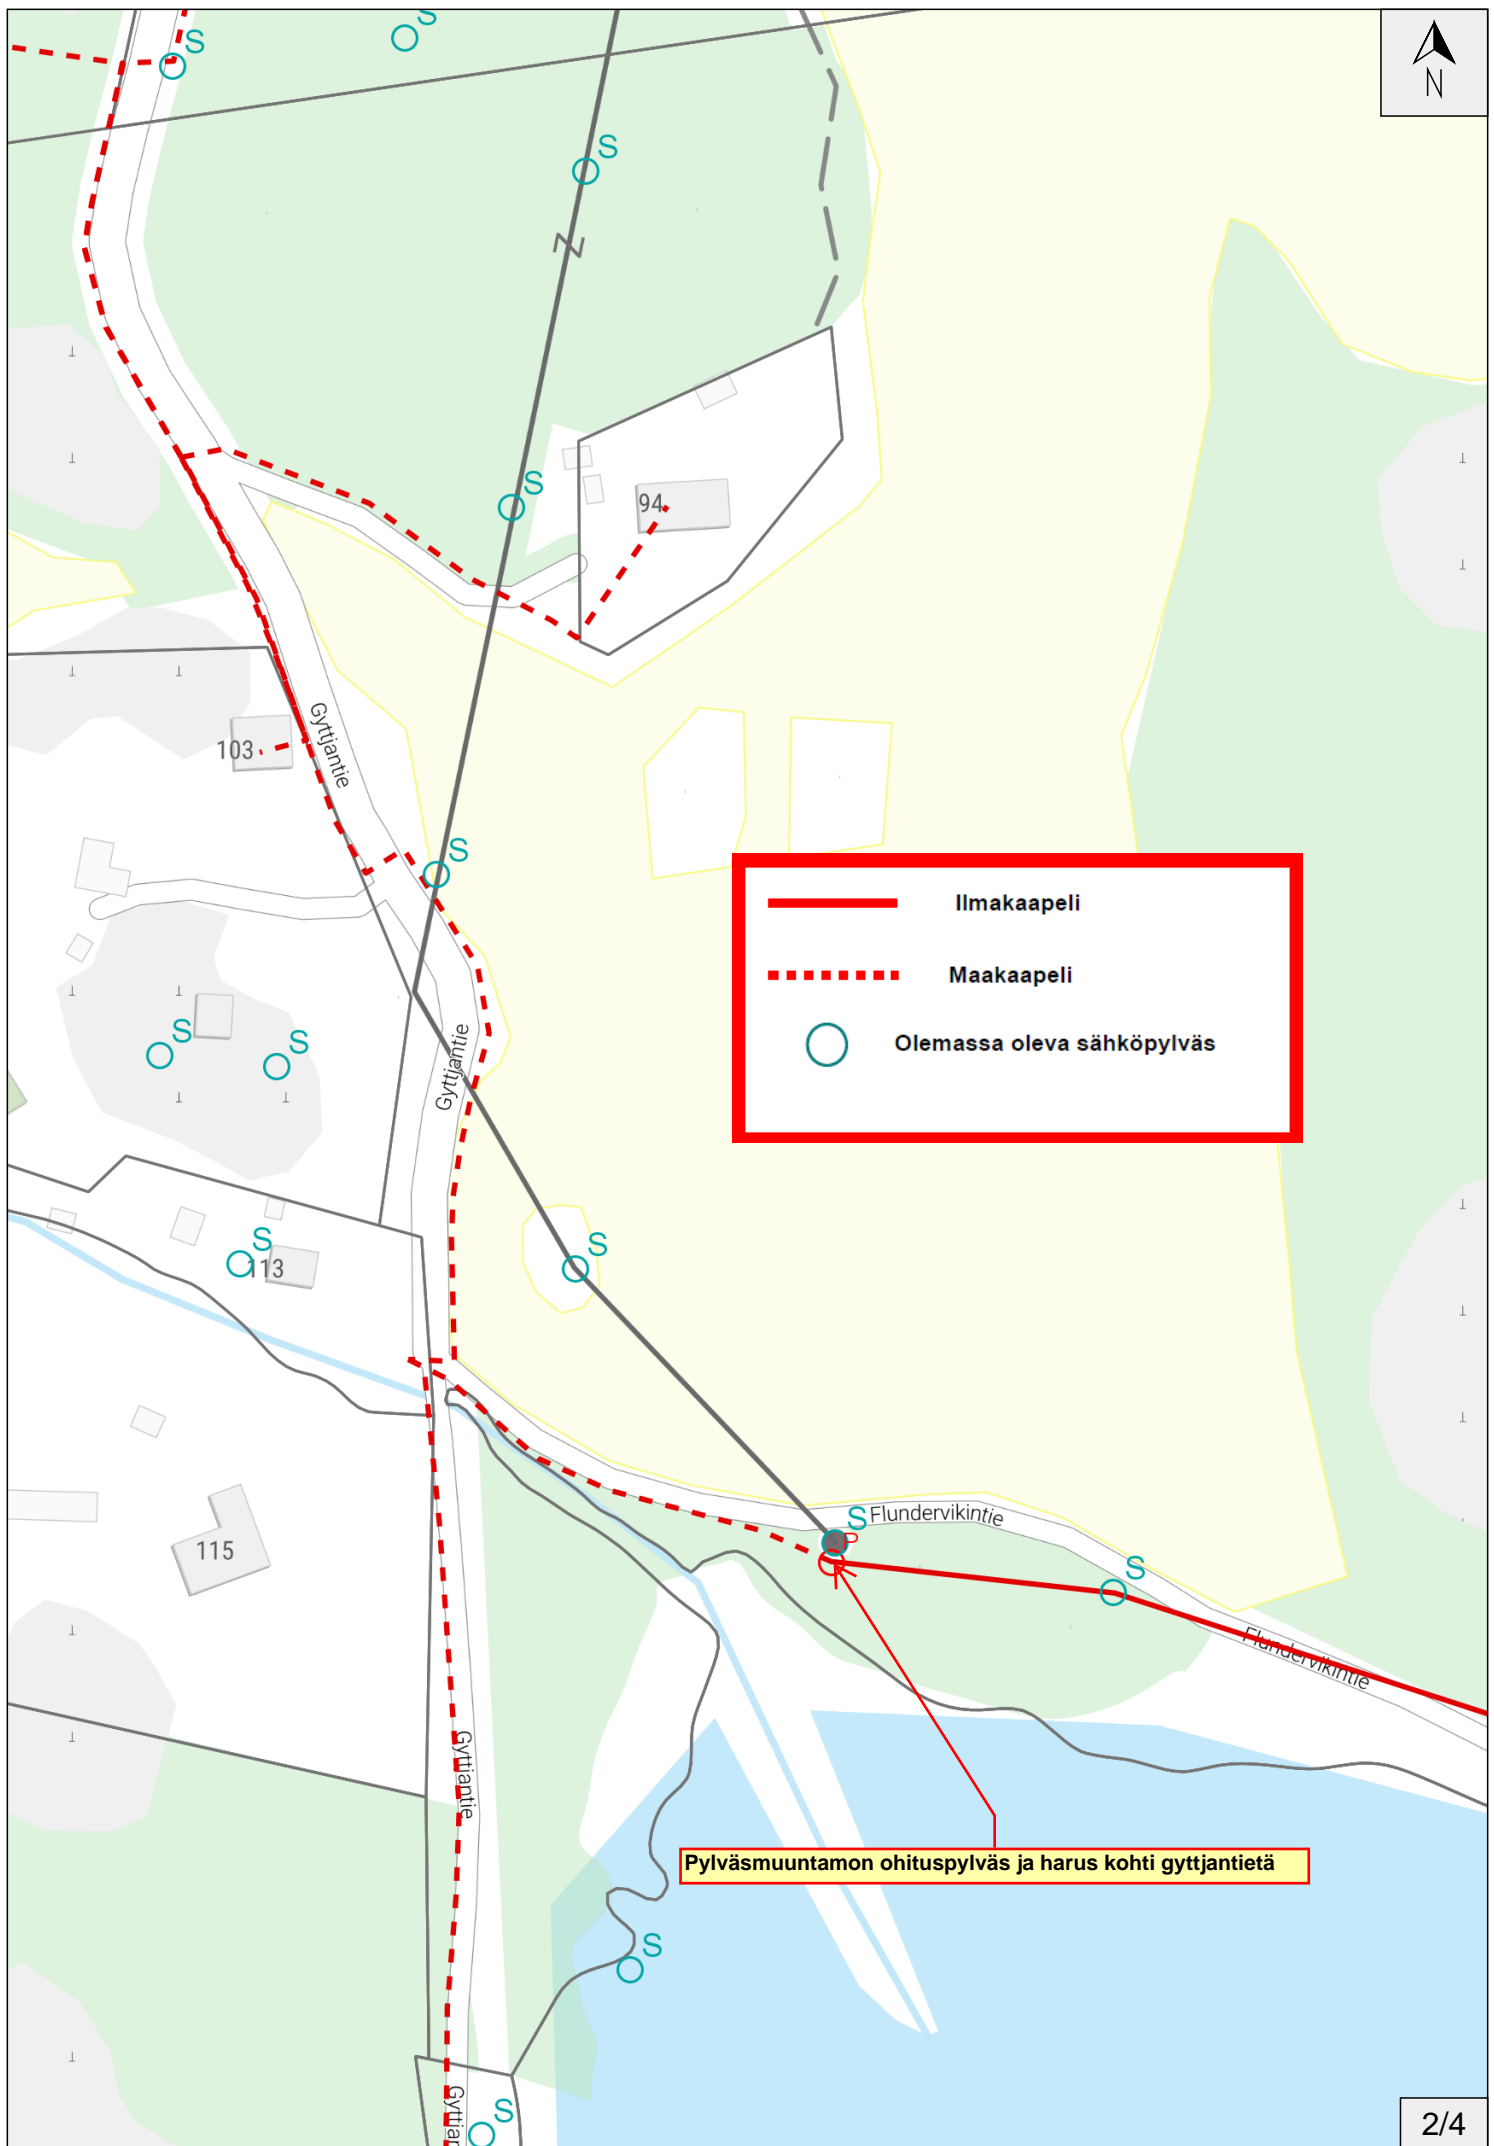 S
S
N
S
Z
S
94
Gyttjantie
103
S
Ilmakaapeli
Maakaapeli
Olemassa oleva sähköpylväs
S
S
Gyttjantie
S
113
S
S
P
Flundervikintie
115
S
Flundervikintie
Gyttjantie
Pylväsmuuntamon ohituspylväs ja harus kohti gyttjantietä
S
Gyttjan
S
2/4